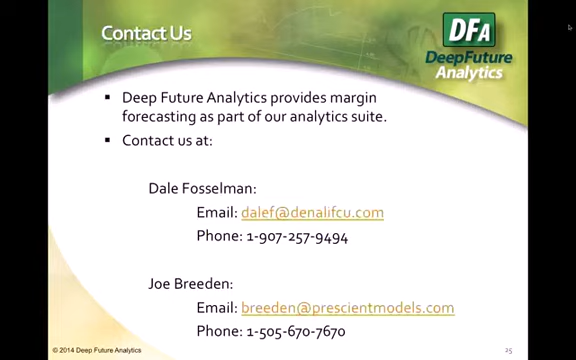 Contact Us
DFA
DeepFuture
Analytics
▪ Deep Future Analytics provides margin
forecasting as part of our analytics suite.
▪ Contact us at:
Dale Fosselman:
Email: dalef@denalifcu.com
Phone: 1-907-257-9494
Joe Breeden:
Email: breeden@prescientmodels.com
Phone: 1-505-670-7670
© 2014 Deep Future Analytics
25